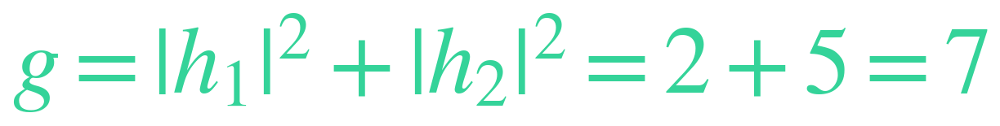 g = |h₁|² + |h₂|² = 2 + 5 = 7